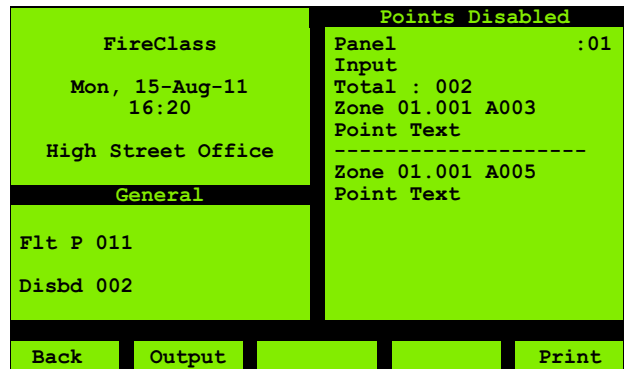 FireClass
Mon, 15-Aug-11
16:20
High Street Office
General
Flt P 011
Disbd 002
Points Disabled
Panel :01
Input
Total : 002
Zone 01.001 A003
Point Text
--------------------
Zone 01.001 A005
Point Text
Back Output Print